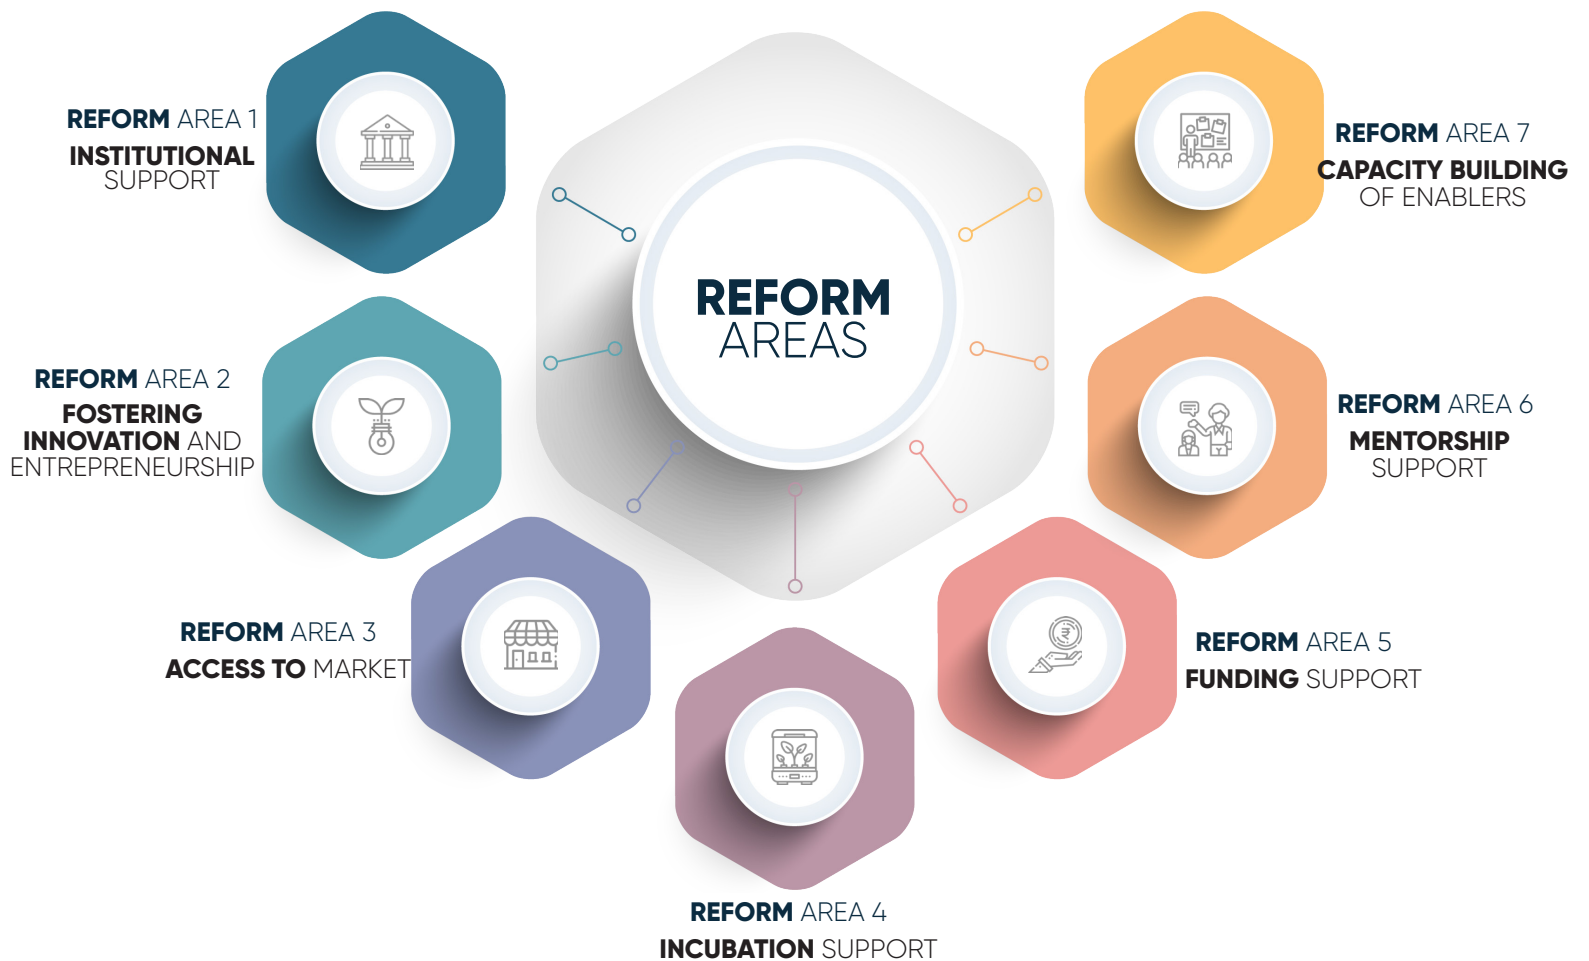 REFORM AREA 1
INSTITUTIONAL
SUPPORT
REFORM AREA 2
FOSTERING
INNOVATION AND
ENTREPRENEURSHIP
REFORM AREA 3
ACCESS TO MARKET
REFORM AREA 4
INCUBATION SUPPORT
REFORM AREA 5
FUNDING SUPPORT
REFORM AREA 6
MENTORSHIP
SUPPORT
REFORM AREA 7
CAPACITY BUILDING
OF ENABLERS
REFORM
AREAS
₹